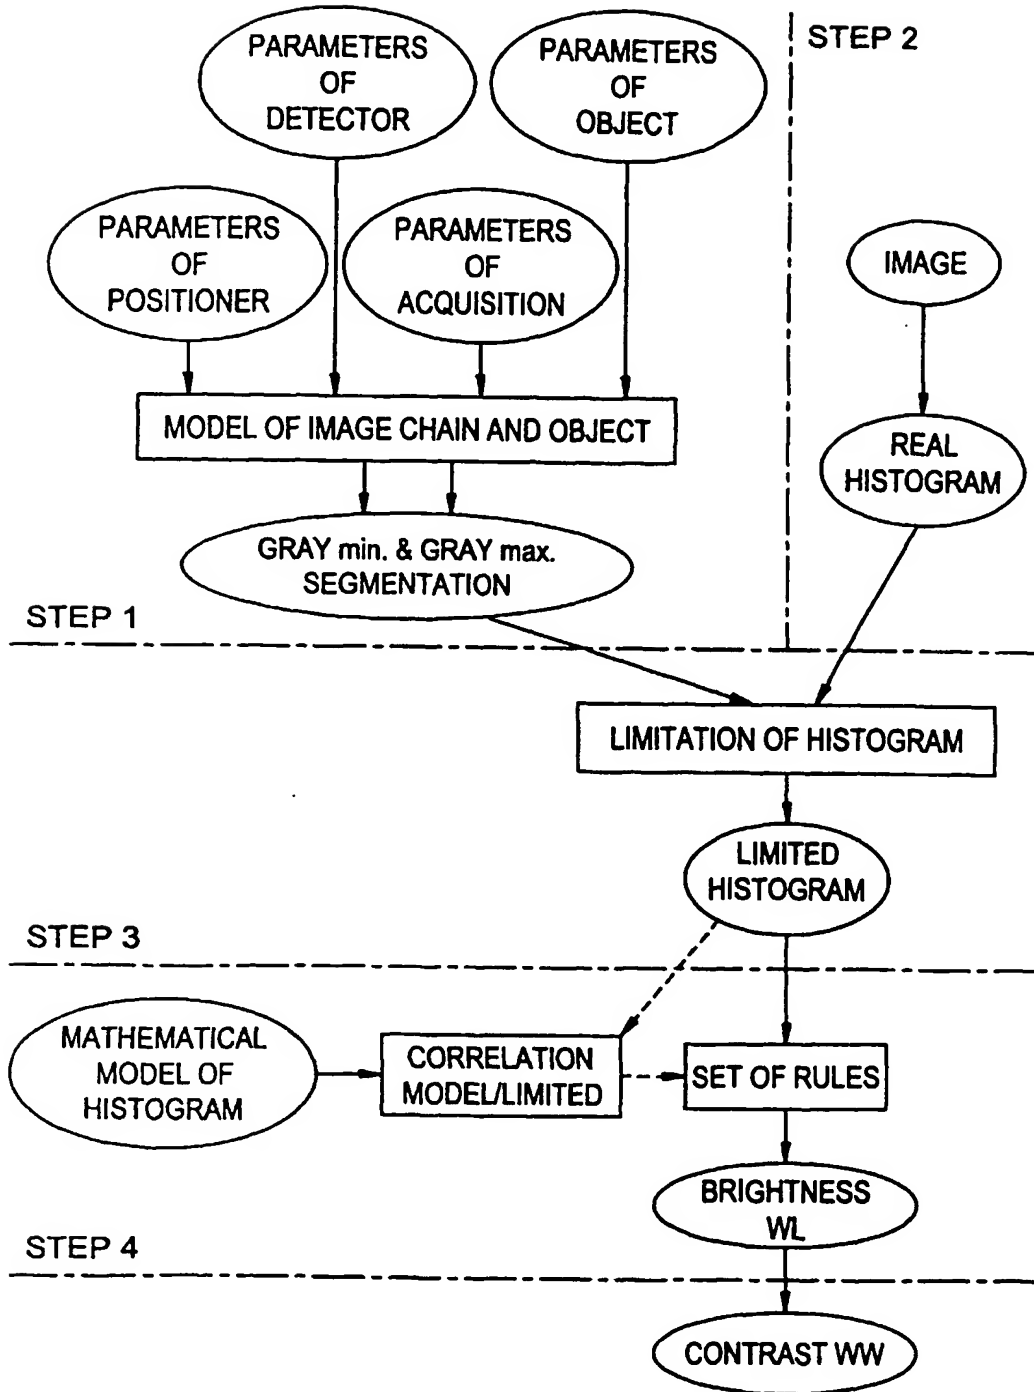 PARAMETERS
OF
DETECTOR
PARAMETERS
OF
OBJECT
STEP 2
PARAMETERS
OF
POSITIONER
PARAMETERS
OF
ACQUISITION
IMAGE
MODEL OF IMAGE CHAIN AND OBJECT
REAL
HISTOGRAM
GRAY min. & GRAY max.
SEGMENTATION
STEP 1
LIMITATION OF HISTOGRAM
LIMITED
HISTOGRAM
STEP 3
MATHEMATICAL
MODEL OF
HISTOGRAM
CORRELATION
MODEL/LIMITED
SET OF RULES
BRIGHTNESS
WL
STEP 4
CONTRAST WW